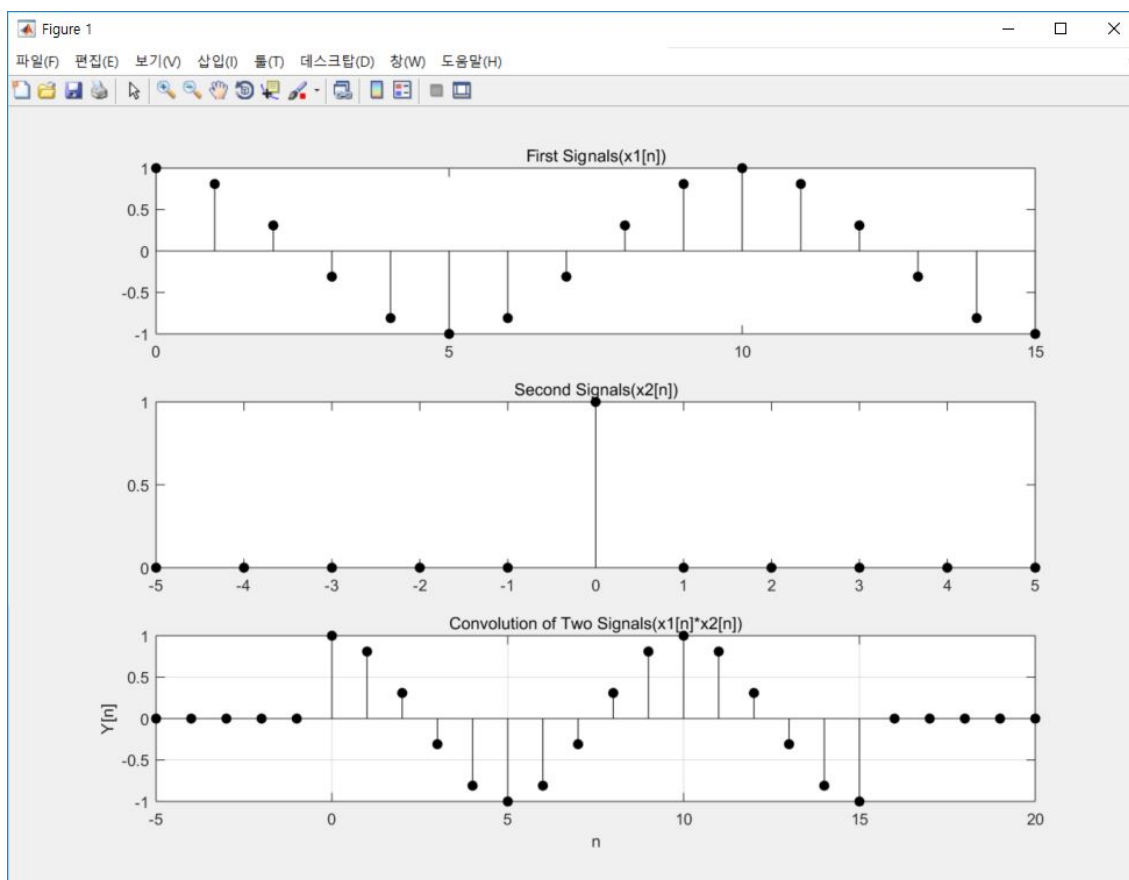 Figure 1
파일(F) 편집(E) 보기(V) 삽입(I) 툴(T) 데스크탑(D) 창(W) 도움말(H)
First Signals(x1[n])
1
0.5
0
-0.5
-1
0 5 10 15
Second Signals(x2[n])
1
0.5
0
-5 -4 -3 -2 -1 0 1 2 3 4 5
Convolution of Two Signals(x1[n]*x2[n])
Y[n]
1
0.5
0
-0.5
-1
-5 0 5 10 15 20
n